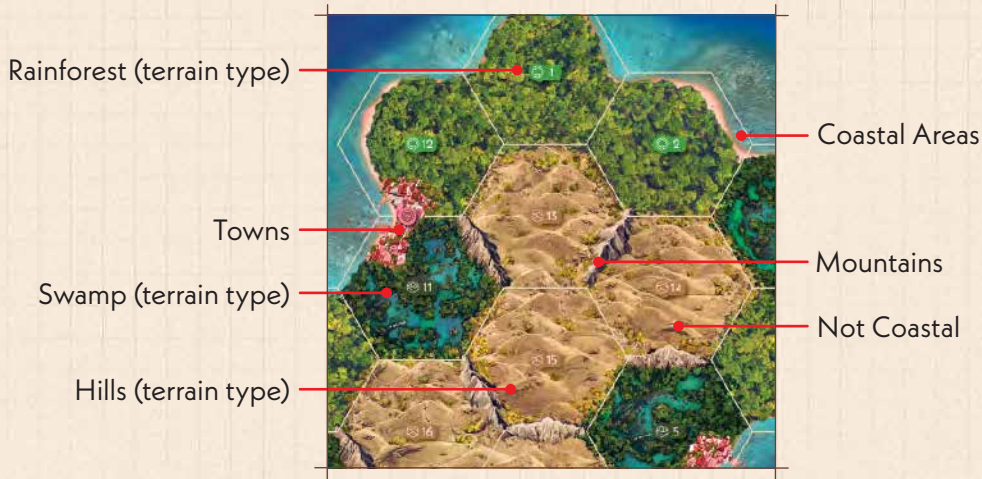 Rainforest (terrain type)
1
12
2
Coastal Areas
13
Towns
Mountains
Swamp (terrain type)
11
14
Not Coastal
15
Hills (terrain type)
16
5